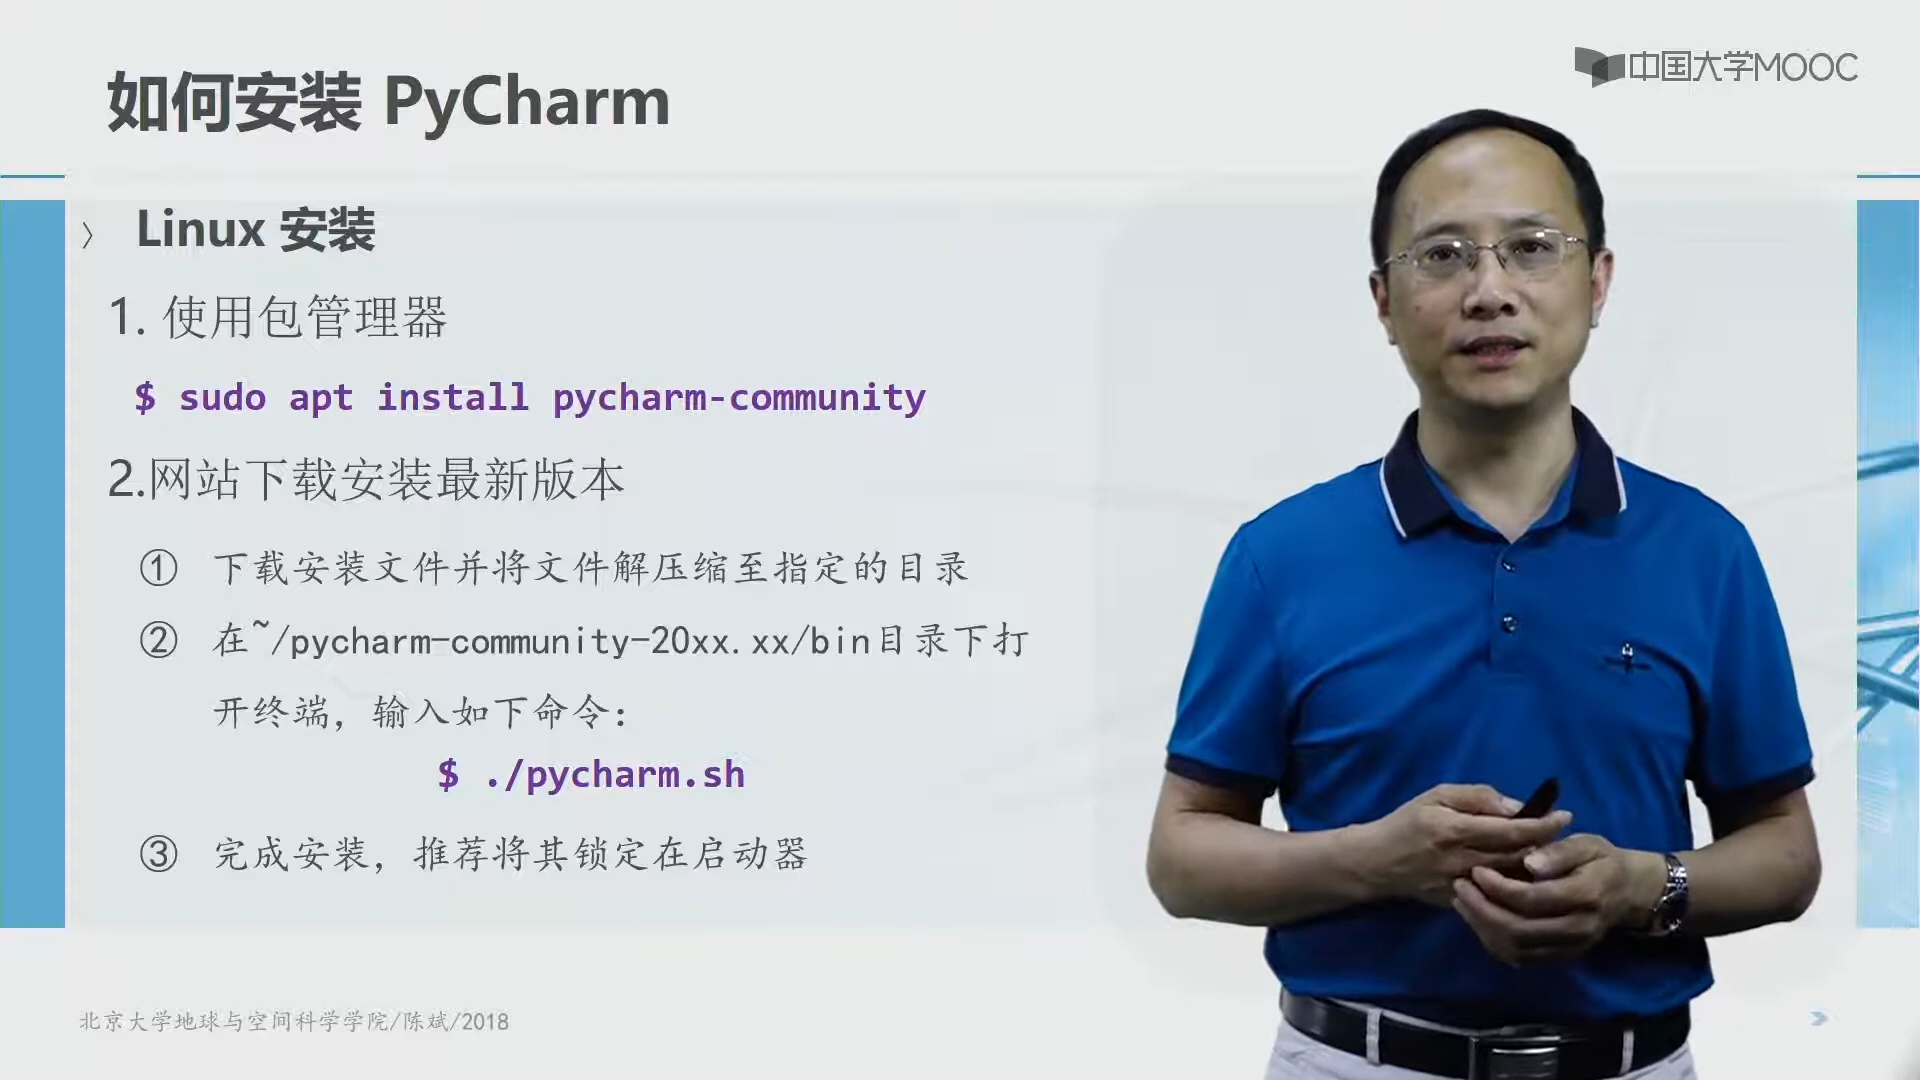 中国大学MOOC
如何安装 PyCharm
〉 Linux 安装
1. 使用包管理器
$ sudo apt install pycharm-community
2.网站下载安装最新版本
① 下载安装文件并将文件解压缩至指定的目录
② 在~/pycharm-community-20xx.xx/bin目录下打
开终端，输入如下命令：
$ ./pycharm.sh
③ 完成安装，推荐将其锁定在启动器
北京大学地球与空间科学学院/陈斌/2018